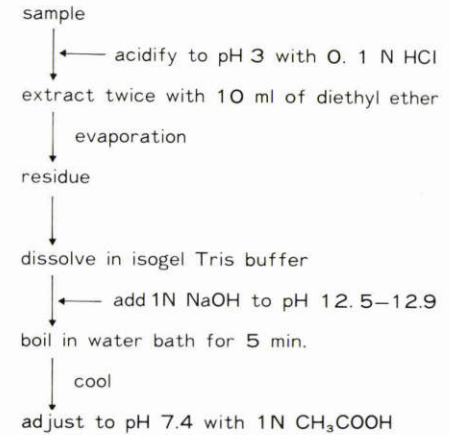 sample
acidify to pH 3 with 0. 1 N HCl
extract twice with 10 ml of diethyl ether
evaporation
residue
dissolve in isogel Tris buffer
add 1N NaOH to pH 12. 5–12.9
boil in water bath for 5 min.
cool
adjust to pH 7.4 with 1N CH₃COOH